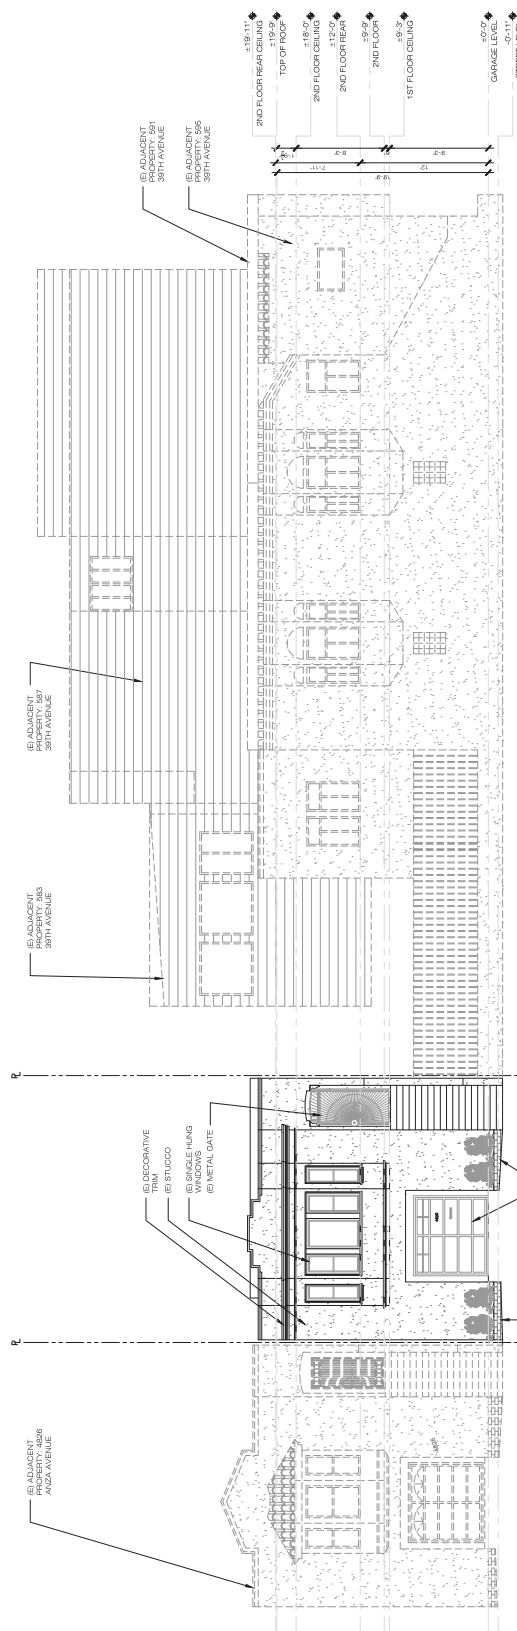 ±19'-11"
2ND FLOOR REAR CEILING
±19'-9"
TOP OF ROOF
±18'-0"
2ND FLOOR CEILING
±12'-0"
2ND FLOOR REAR
±9'-9"
2ND FLOOR
±9'-3"
1ST FLOOR CEILING
±0'-0"
GARAGE LEVEL
-0'-11"
8'-3"
9'-3"
7'-11"
12'
19'-9"
(E) ADJACENT
PROPERTY: 591
39TH AVENUE
(E) ADJACENT
PROPERTY: 595
39TH AVENUE
(E) ADJACENT
PROPERTY: 587
39TH AVENUE
(E) ADJACENT
PROPERTY: 583
39TH AVENUE
(E) DECORATIVE
TRIM
(E) STUCCO
(E) SINGLE HUNG
WINDOWS
(E) METAL GATE
(E) ADJACENT
PROPERTY: 4826
ANZA AVENUE